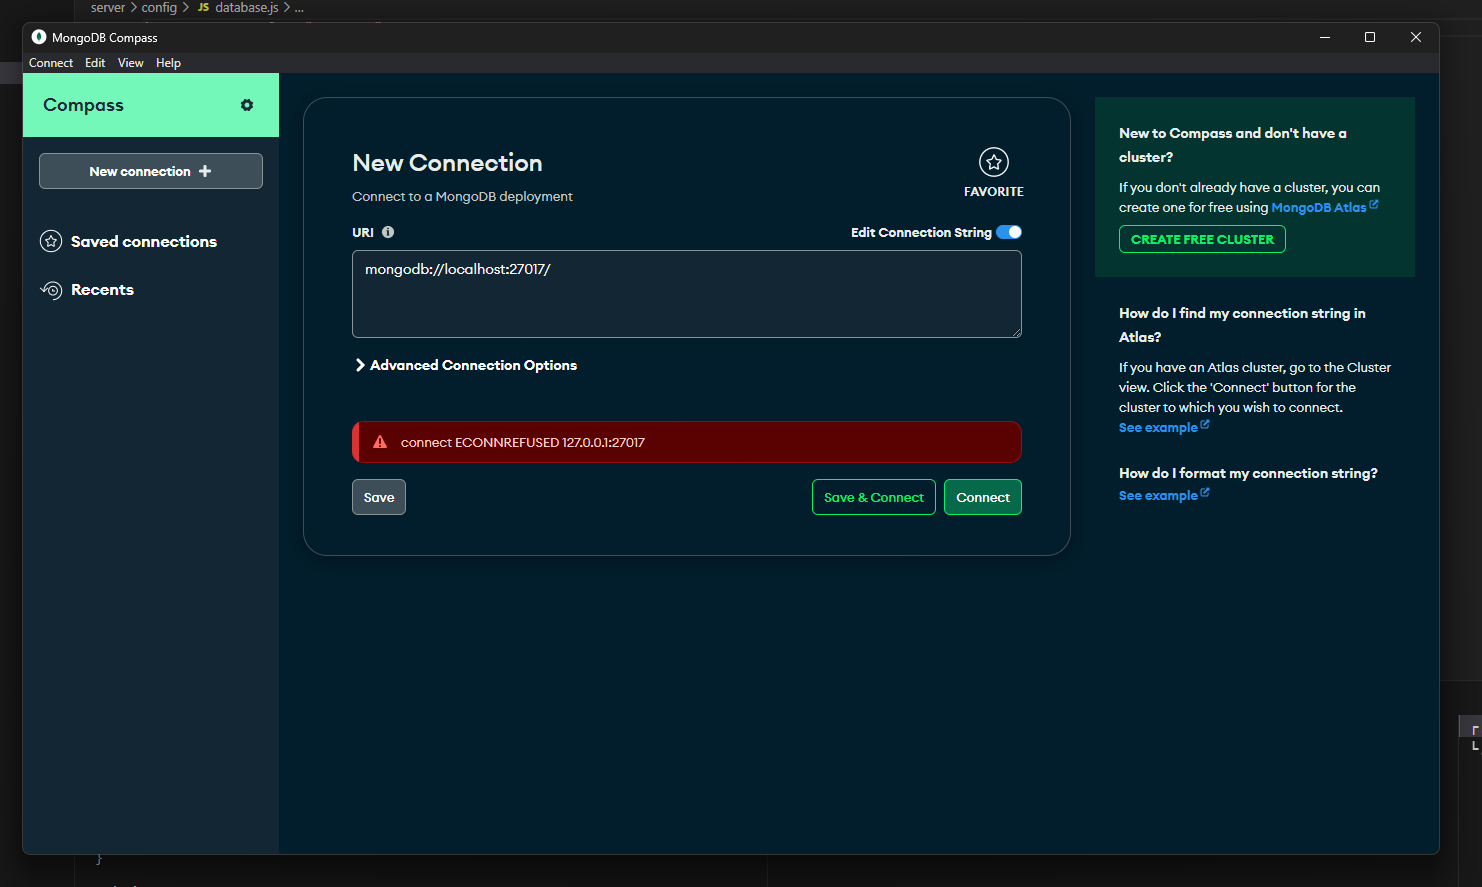 server > config > JS database.js > ...
MongoDB Compass
Connect Edit View Help
Compass
New connection
Saved connections
Recents
New Connection
Connect to a MongoDB deployment
FAVORITE
URI
Edit Connection String
mongodb://localhost:27017/
Advanced Connection Options
connect ECONNREFUSED 127.0.0.1:27017
Save
Save & Connect
Connect
New to Compass and don't have a
cluster?
If you don't already have a cluster, you can
create one for free using MongoDB Atlas
CREATE FREE CLUSTER
How do I find my connection string in
Atlas?
If you have an Atlas cluster, go to the Cluster
view. Click the 'Connect' button for the
cluster to which you wish to connect.
See example
How do I format my connection string?
See example
}